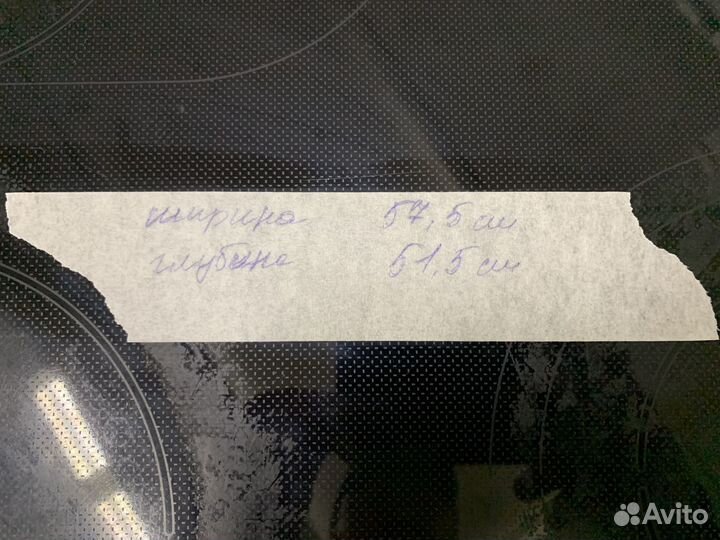 ширина 57,5 см
глубина 51,5 см
Avito